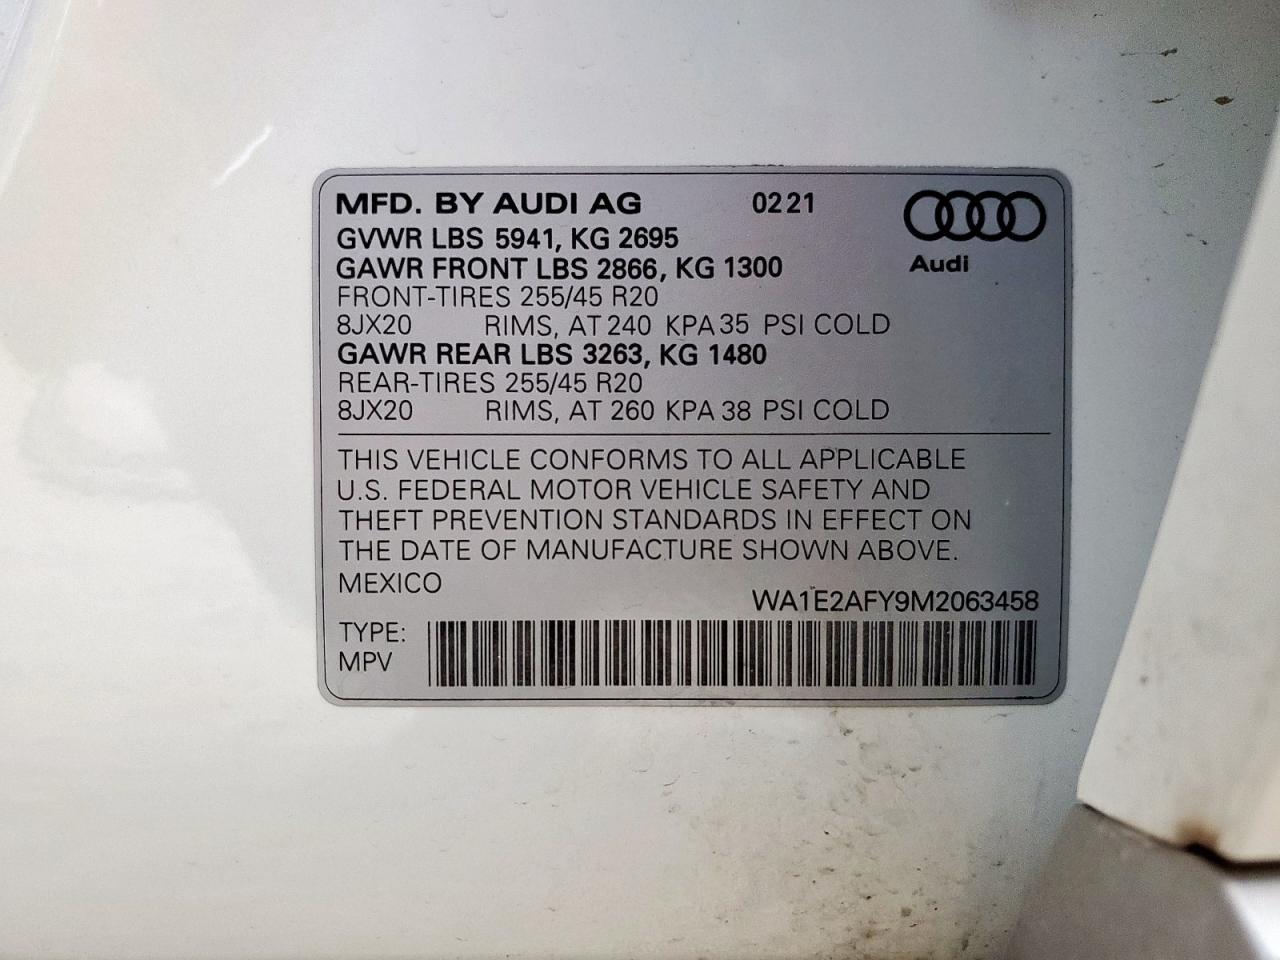 MFD. BY AUDI AG 0221
Audi
GVWR LBS 5941, KG 2695
GAWR FRONT LBS 2866, KG 1300
FRONT-TIRES 255/45 R20
8JX20 RIMS, AT 240 KPA 35 PSI COLD
GAWR REAR LBS 3263, KG 1480
REAR-TIRES 255/45 R20
8JX20 RIMS, AT 260 KPA 38 PSI COLD
THIS VEHICLE CONFORMS TO ALL APPLICABLE
U.S. FEDERAL MOTOR VEHICLE SAFETY AND
THEFT PREVENTION STANDARDS IN EFFECT ON
THE DATE OF MANUFACTURE SHOWN ABOVE.
MEXICO
WA1E2AFY9M2063458
TYPE:
MPV